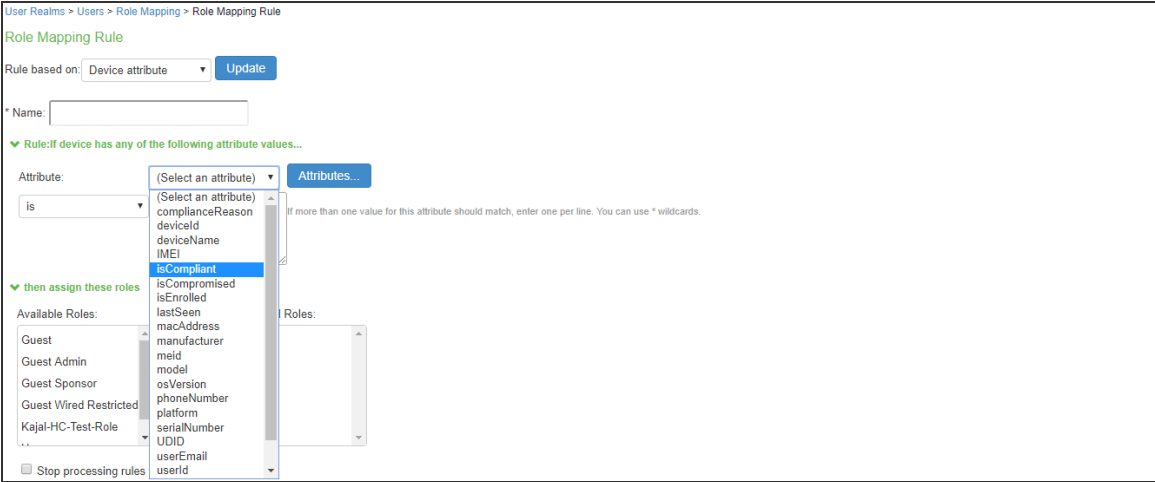 User Realms > Users > Role Mapping > Role Mapping Rule
Role Mapping Rule
Rule based on: Device attribute Update
* Name:
Rule:If device has any of the following attribute values...
Attribute: (Select an attribute) Attributes...
is
If more than one value for this attribute should match, enter one per line. You can use * wildcards.
(Select an attribute)
complianceReason
deviceId
deviceName
IMEI
isCompliant
isCompromised
isEnrolled
lastSeen
macAddress
manufacturer
meid
model
osVersion
phoneNumber
platform
serialNumber
UDID
userEmail
userId
then assign these roles
Available Roles: Roles:
Guest
Guest Admin
Guest Sponsor
Guest Wired Restricted
Kajal-HC-Test-Role
Stop processing rules